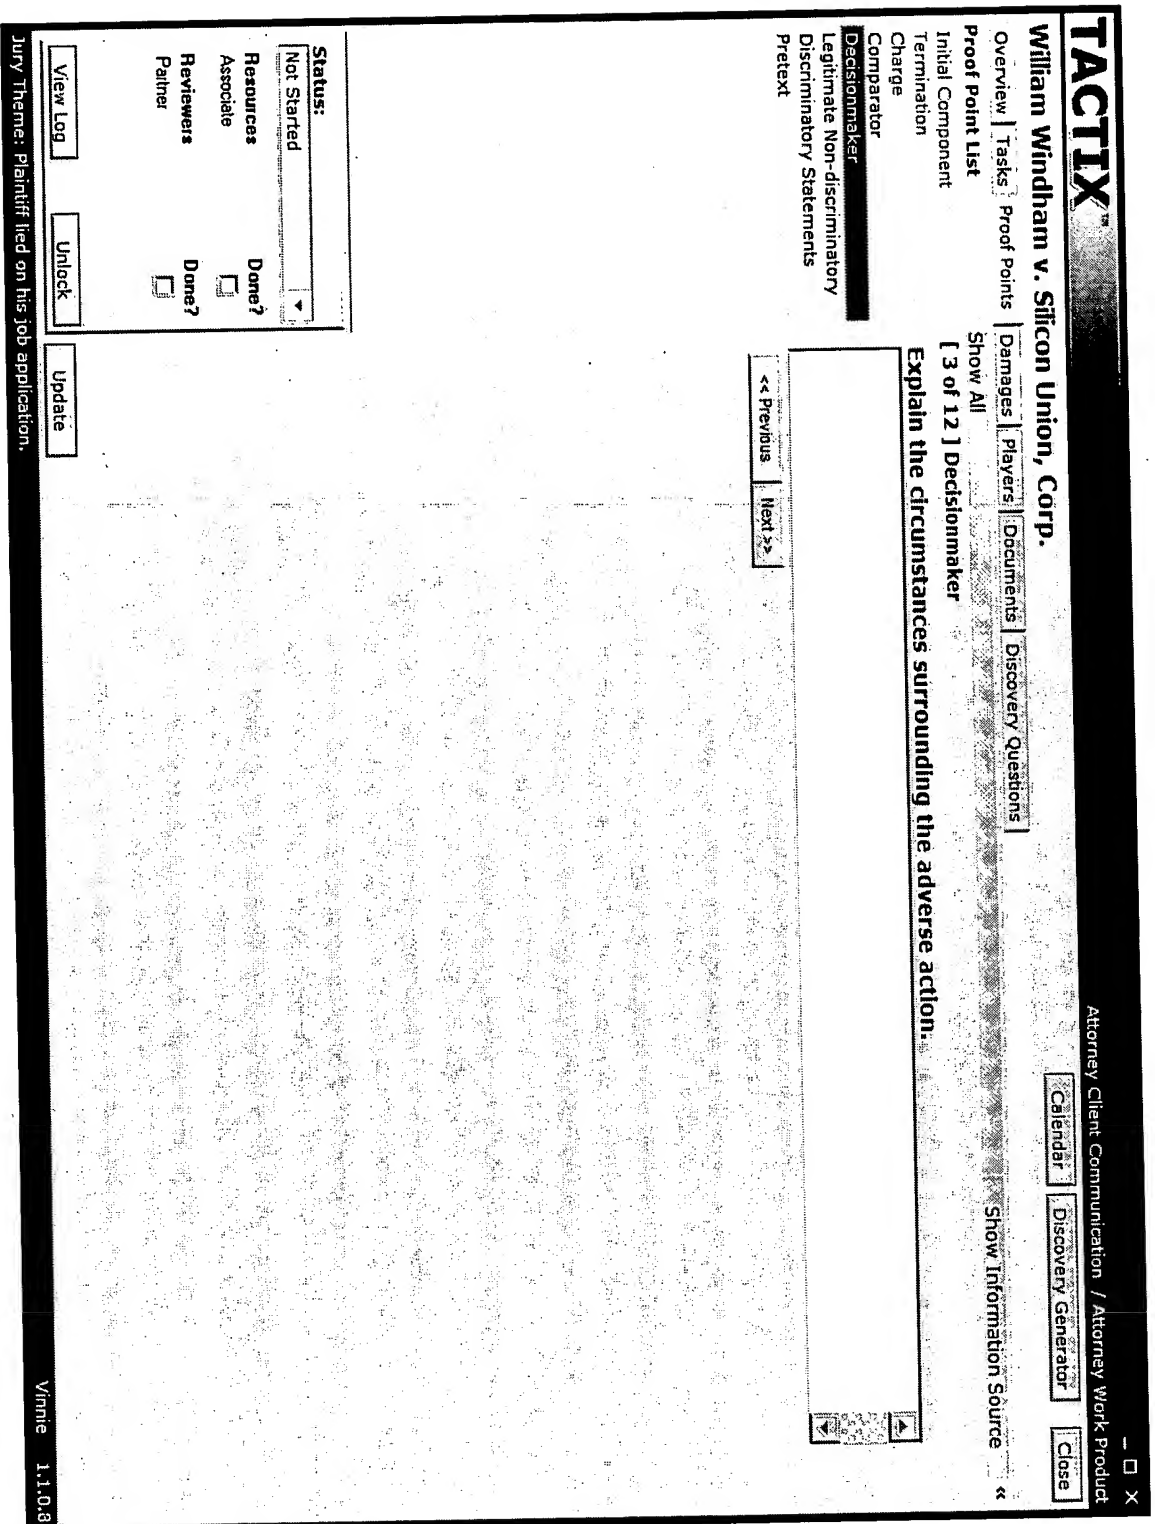 Attorney Client Communication / Attorney Work Product
TACTIX™
William Windham v. Silicon Union, Corp.
Calendar Discovery Generator Close
Overview Tasks Proof Points Damages Players Documents Discovery Questions
Proof Point List
Show All
Show Information Source «
Initial Component
Termination
Charge
Comparator
Decisionmaker
Legitimate Non-discriminatory
Discriminatory Statements
Pretext
[ 3 of 12 ] Decisionmaker
Explain the circumstances surrounding the adverse action.
<< Previous Next >>
Status:
Not Started
Resources Done?
Associate
Reviewers Done?
Partner
View Log Unlock Update
Jury Theme: Plaintiff lied on his job application.
Vinnie 1.1.0.8